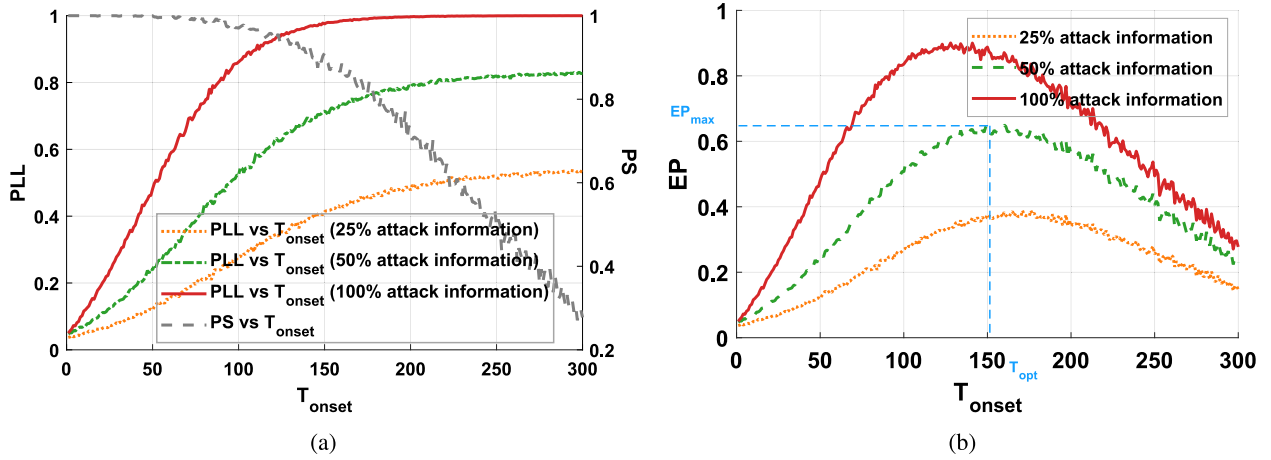 1
0.8
0.6
0.4
0.2
0
PLL
0 50 100 150 200 250 300
T_onset
1
0.8
0.6
0.4
0.2
PS
PLL vs T_onset (25% attack information)
PLL vs T_onset (50% attack information)
PLL vs T_onset (100% attack information)
PS vs T_onset
(a)
1
0.8
0.6
0.4
0.2
0
EP
EP_max
25% attack information
50% attack information
100% attack information
0 50 100 150 200 250 300
T_opt
T_onset
(b)